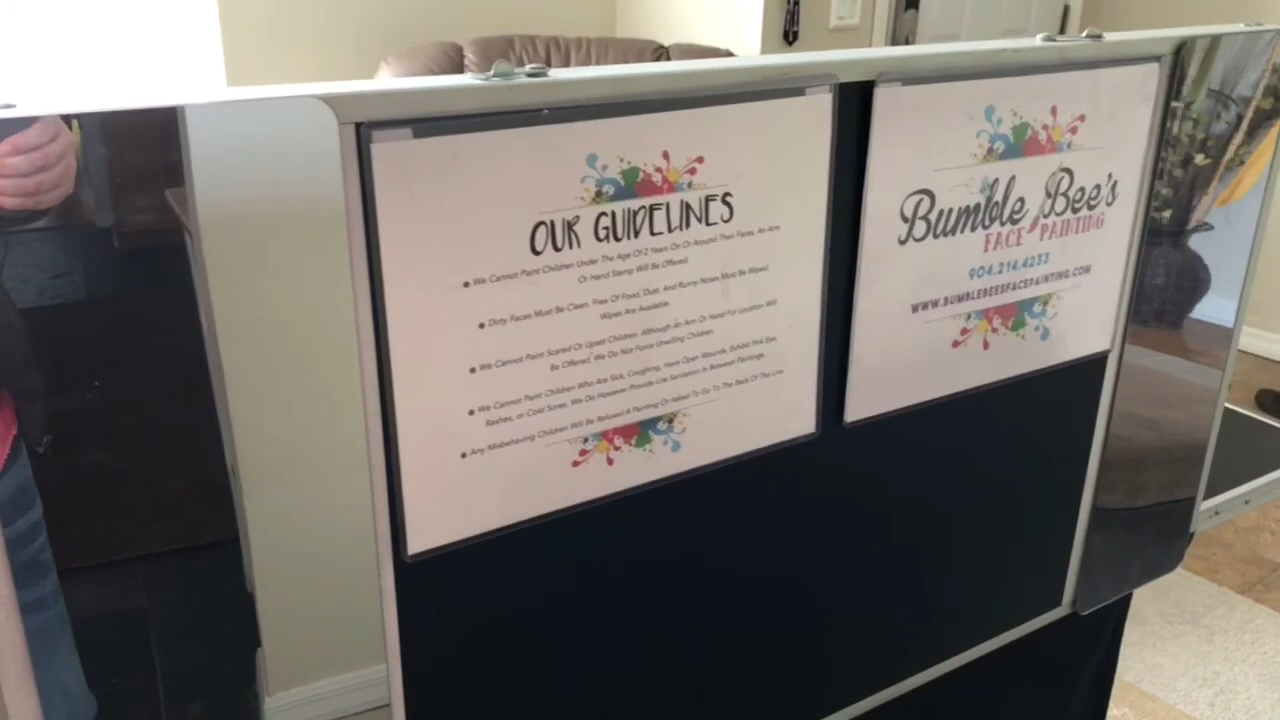 OUR GUIDELINES
• We Cannot Paint Children Under The Age Of 2 Years On Or Around Their Faces, An Arm
Or Hand Stamp Will Be Offered.
• Dirty Faces Must Be Clean, Free Of Food, Dust, And Runny Noses Must Be Wiped.
Wipes Are Available.
• We Cannot Paint Scared Or Upset Children. Although An Arm Or Hand For Location Will
Be Offered, We Do Not Force Unwilling Children.
• We Cannot Paint Children Who Are Sick, Coughing, Have Open Wounds, Exhibit Pink Eye,
Rashes, or Cold Sores. We Do However Provide Lite Sanitation In Between Paintings.
• Any Misbehaving Children Will Be Refused A Painting Or Asked To Go To The Back Of The Line
Bumble Bee's
FACE PAINTING
904.214.4233
WWW.BUMBLEBEESFACEPAINTING.COM